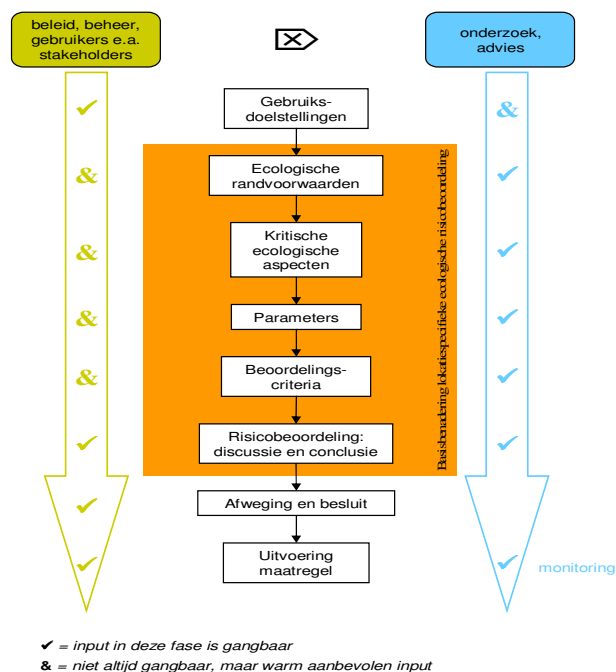 beleid, beheer,
gebruikers e.a.
stakeholders
onderzoek,
advies
✔
Gebruiks-
doelstellingen
&
&
Ecologische
randvoorwaarden
✔
&
Kritische
ecologische
aspecten
✔
&
Parameters
✔
&
Beoordelings-
criteria
✔
✔
Risicobeoordeling:
discussie en conclusie
Basisbenadering lokatiespecifieke ecologische risicobeoordeling
✔
Afweging en besluit
✔
Uitvoering
maatregel
✔ monitoring
✔ = input in deze fase is gangbaar
& = niet altijd gangbaar, maar warm aanbevolen input